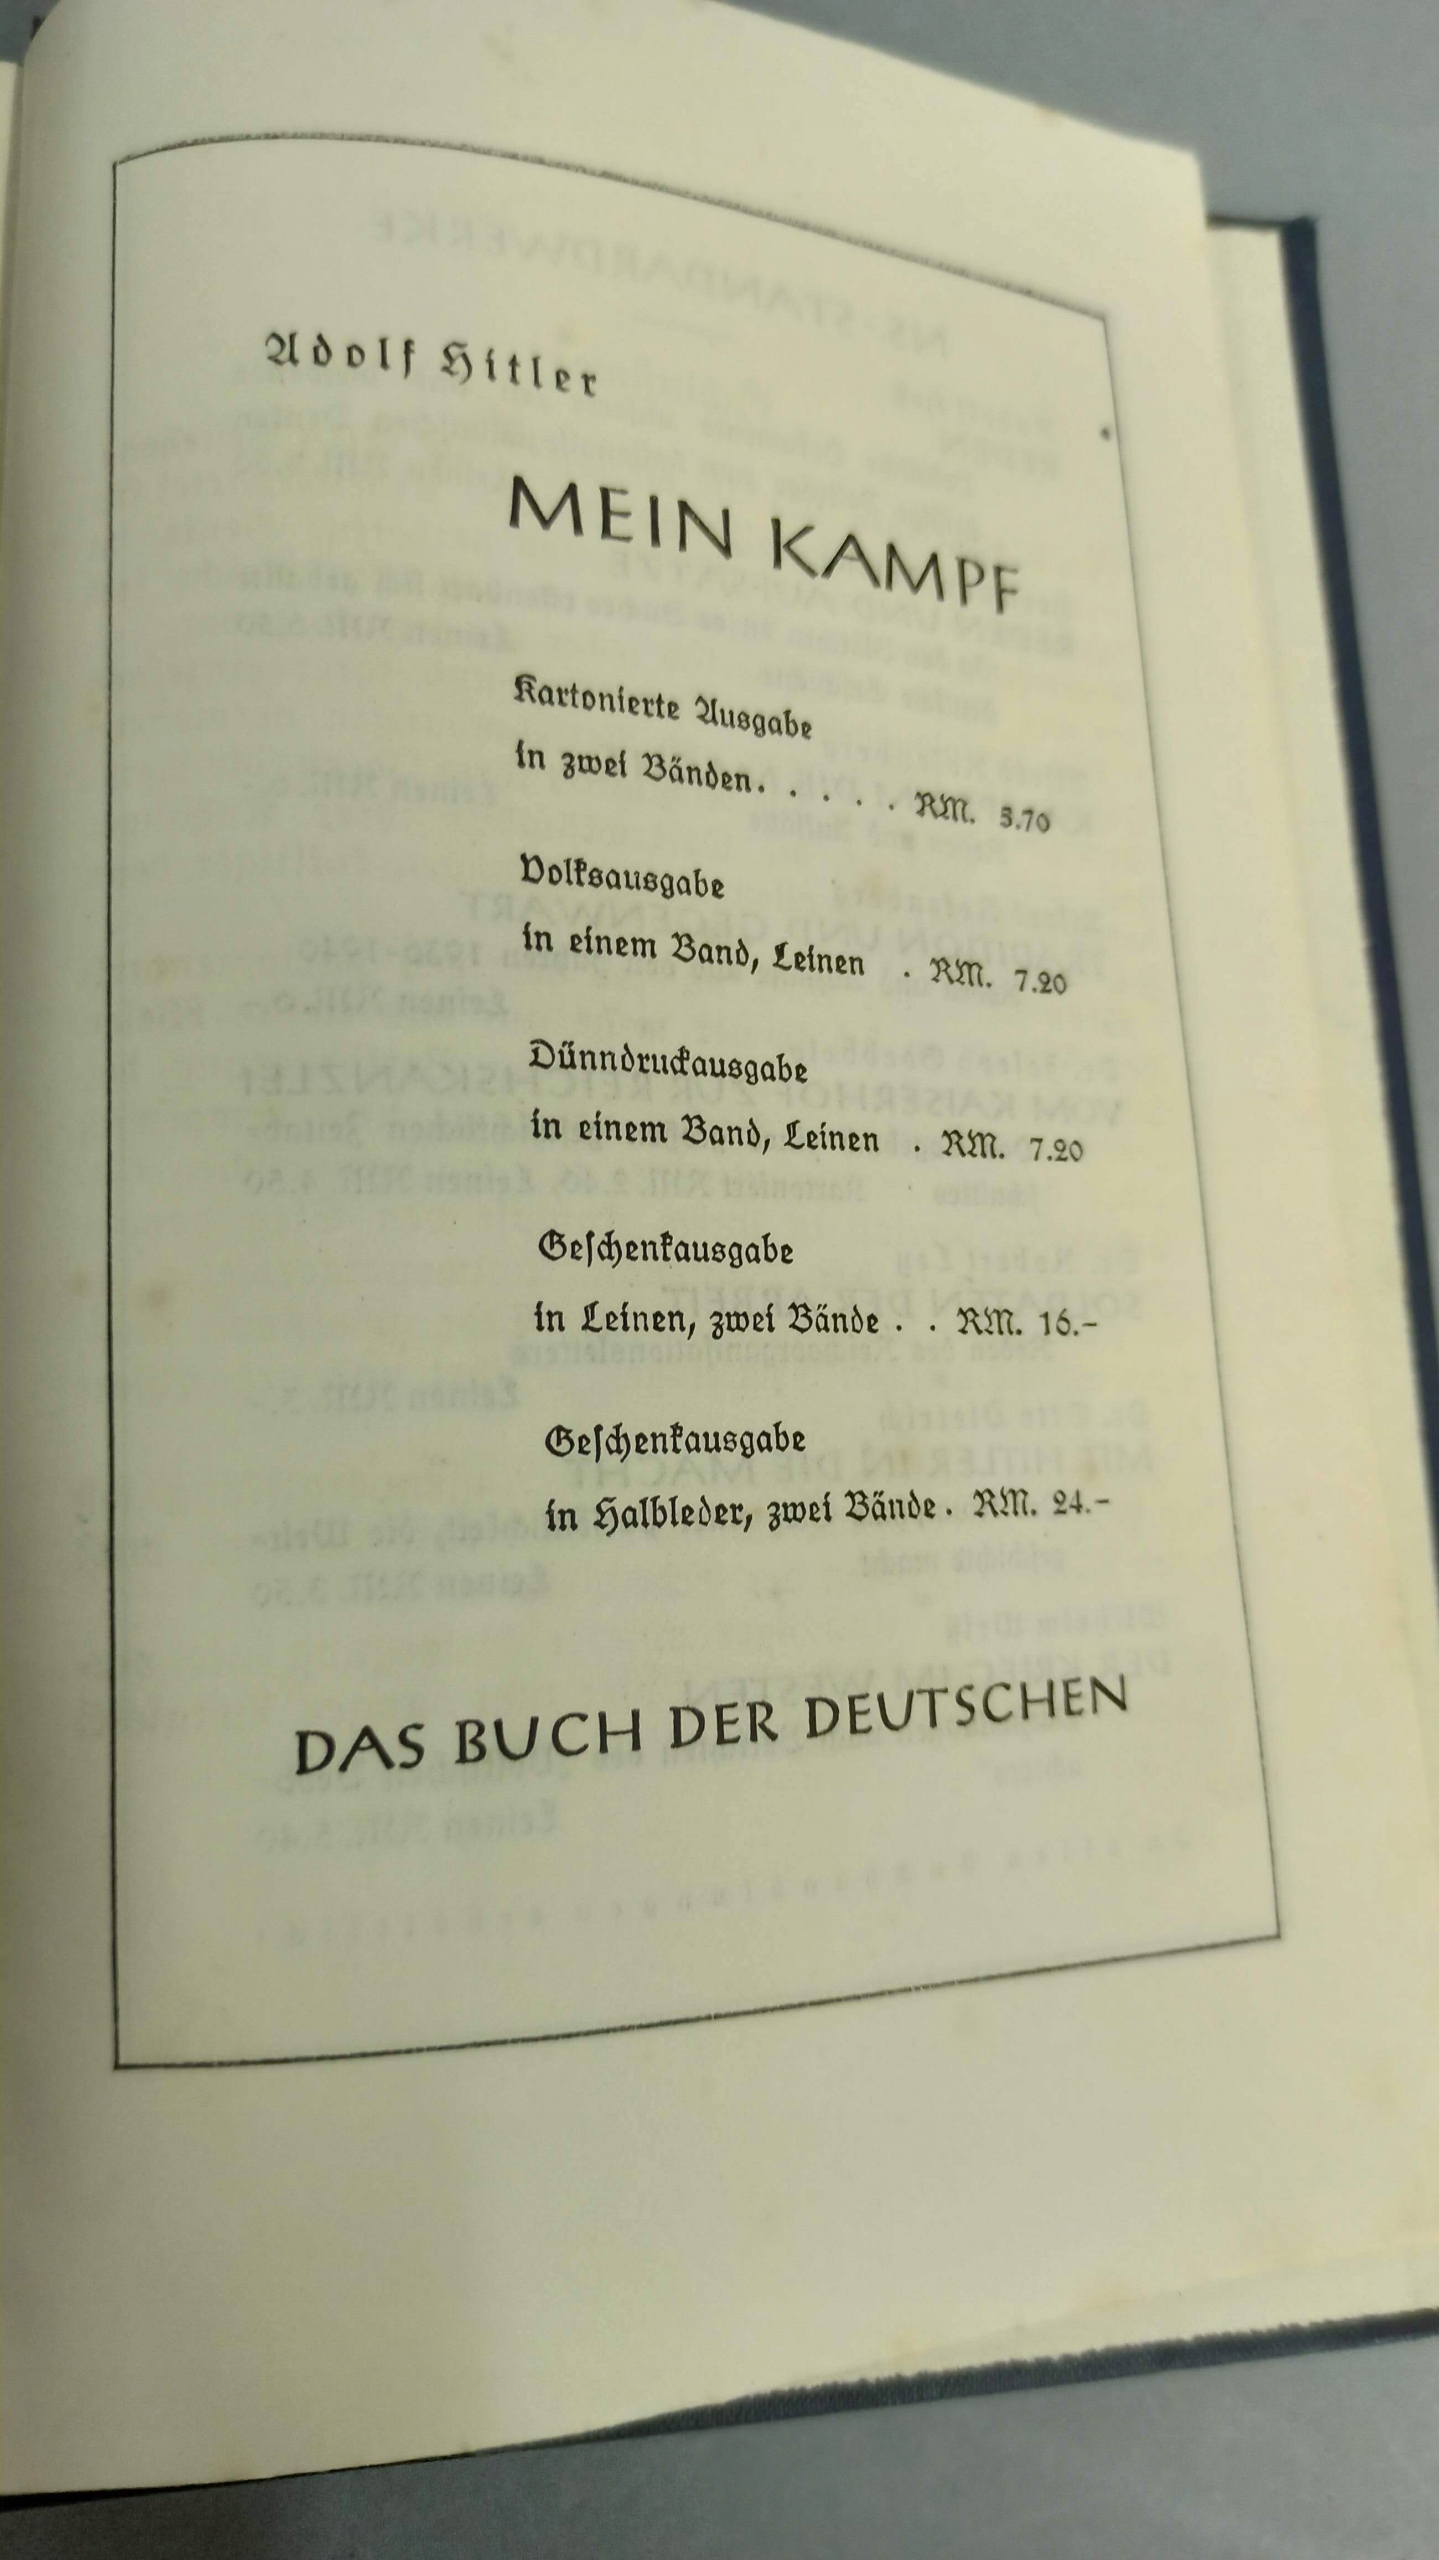 Adolf Hitler
MEIN KAMPF
Kartonierte Ausgabe
in zwei Bänden. . . . . . RM. 5.70
Volksausgabe
in einem Band, Leinen . RM. 7.20
Dünndruckausgabe
in einem Band, Leinen . RM. 7.20
Geſchenkausgabe
in Leinen, zwei Bände . . RM. 16.–
Geſchenkausgabe
in Halbleder, zwei Bände. RM. 24.–
DAS BUCH DER DEUTSCHEN